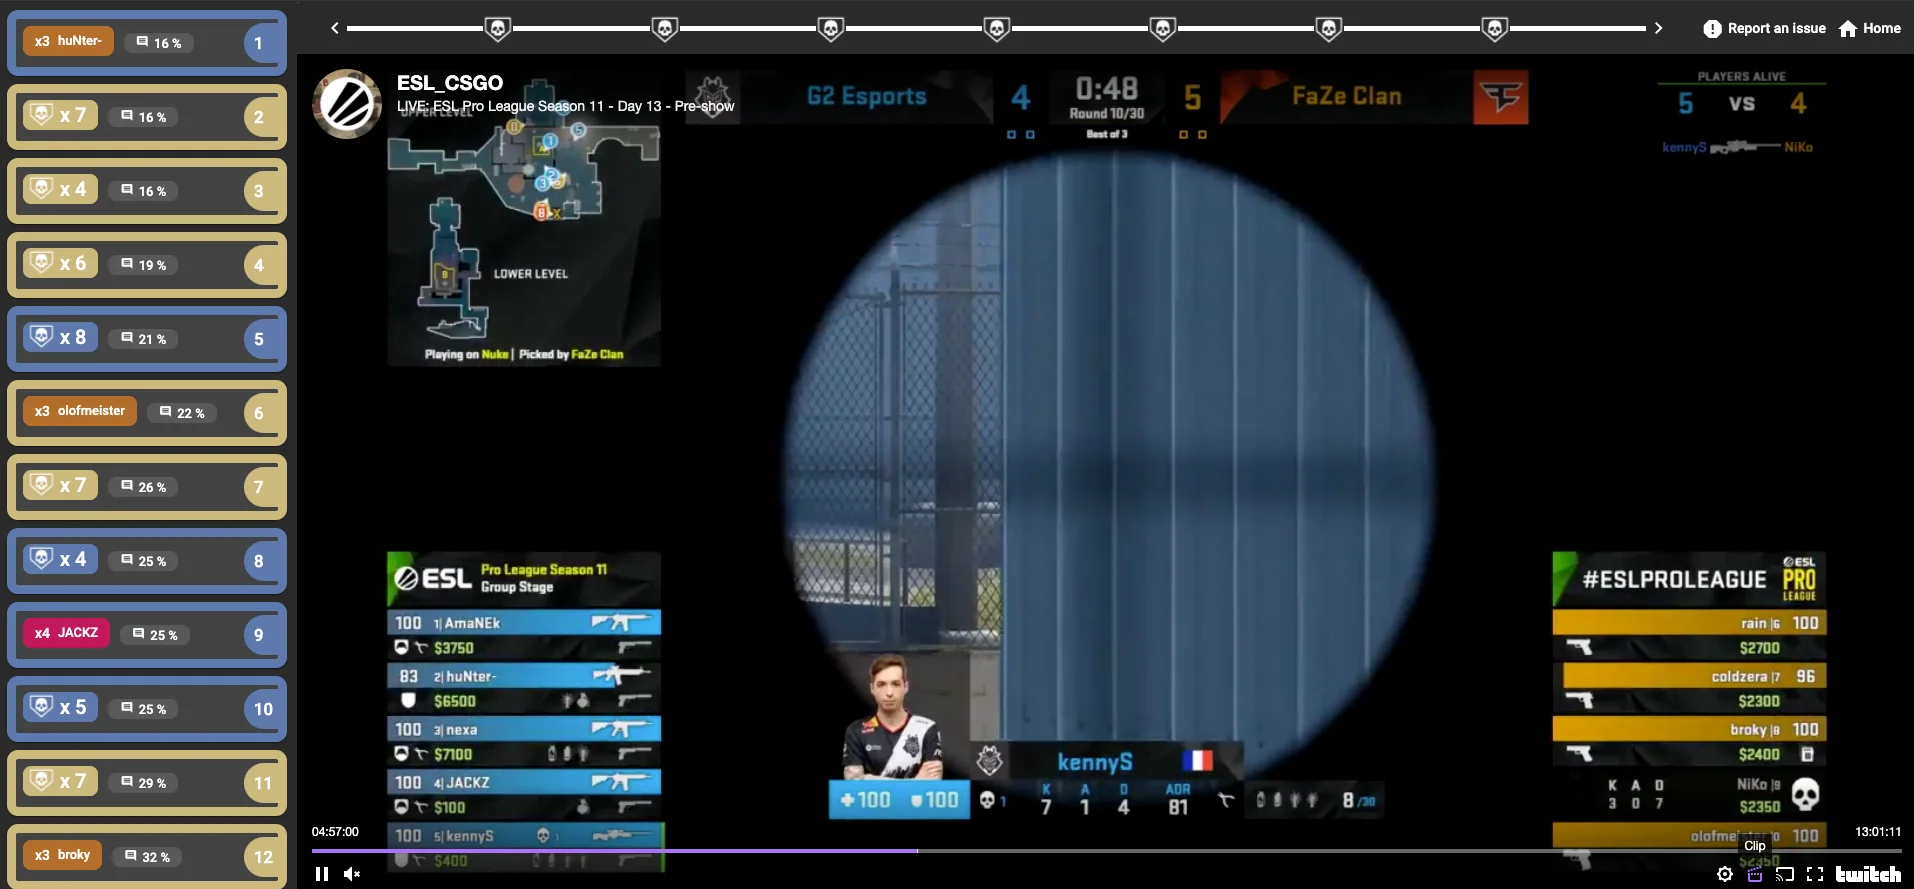 x3 huNter- 16 % 1
x 7 16 % 2
x 4 16 % 3
x 6 19 % 4
x 8 21 % 5
x3 olofmeister 22 % 6
x 7 26 % 7
x 4 25 % 8
x4 JACKZ 25 % 9
x 5 25 % 10
x 7 29 % 11
x3 broky 32 % 12
Report an issue
Home
ESL_CSGO
LIVE: ESL Pro League Season 11 - Day 13 - Pre-show
UPPER LEVEL
LOWER LEVEL
Playing on Nuke | Picked by FaZe Clan
G2 Esports 4
0:48
Round 10/30
Best of 3
5 FaZe Clan
PLAYERS ALIVE
5 VS 4
kennyS NiKo
ESL Pro League Season 11
Group Stage
100 1| AmaNEk
$3750
83 2| huNter-
$6500
100 3| nexa
$7100
100 4| JACKZ
$100
100 5| kennyS 1
$400
kennyS
+100 100
1
K A D ADR
7 1 4 81
8 /30
#ESLPROLEAGUE
ESL PRO LEAGUE
rain |6 100
$2700
coldzera |7 96
$2300
broky |8 100
$2400
K A D NiKo |9
3 0 7 $2350
olofmeister |0 100
$2350
Clip
04:57:00
13:01:11
twitch